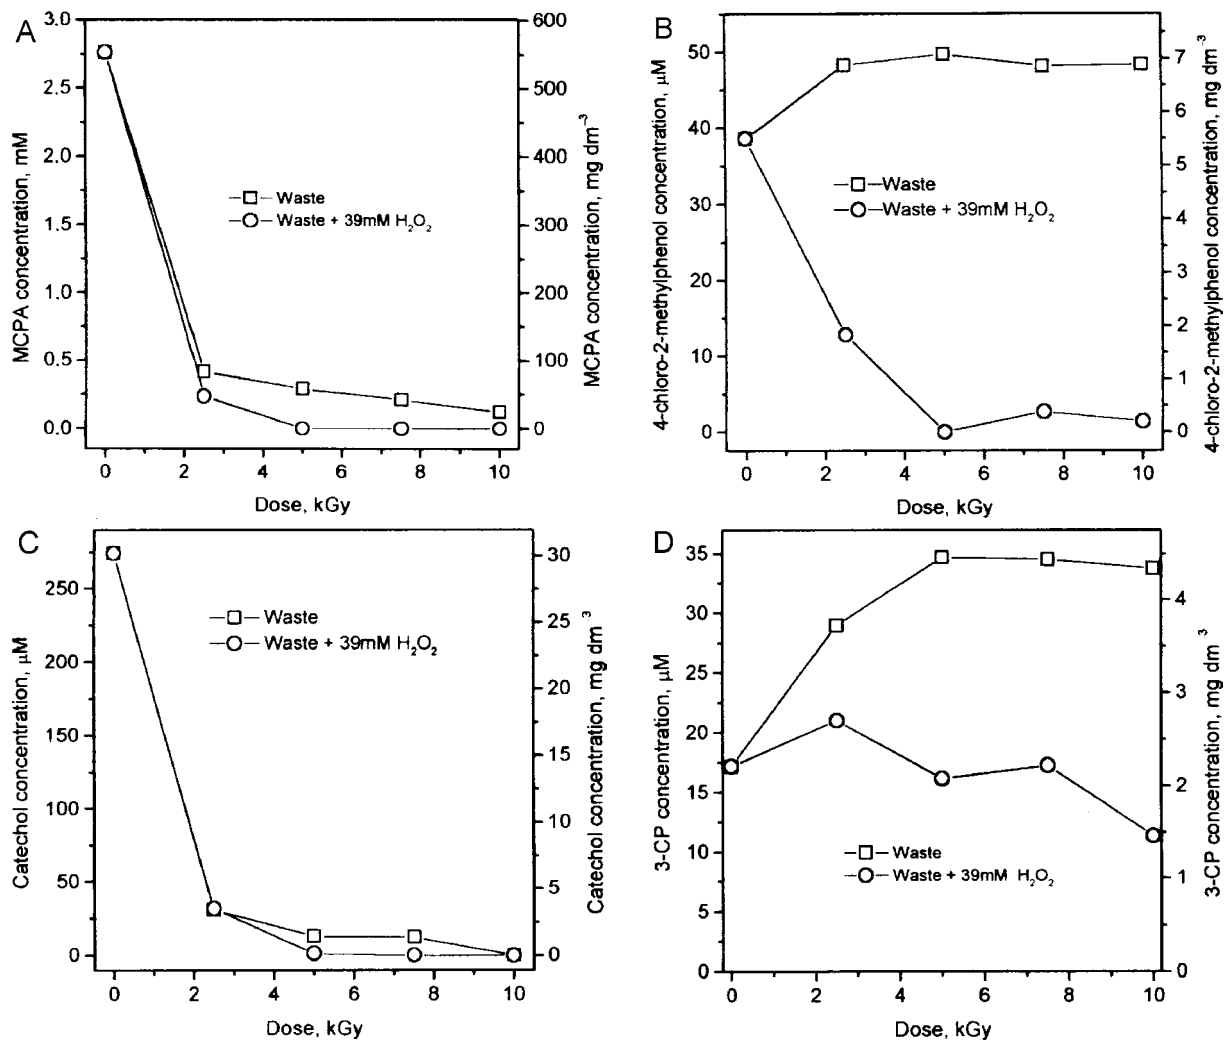 A
3.0
2.5
2.0
1.5
1.0
0.5
0.0
MCPA concentration, mM
600
500
400
300
200
100
0
MCPA concentration, mg dm⁻³
Waste
Waste + 39mM H₂O₂
0 2 4 6 8 10
Dose, kGy
B
50
40
30
20
10
0
4-chloro-2-methylphenol concentration, μM
7
6
5
4
3
2
1
0
4-chloro-2-methylphenol concentration, mg dm⁻³
Waste
Waste + 39mM H₂O₂
0 2 4 6 8 10
Dose, kGy
C
250
200
150
100
50
0
Catechol concentration, μM
30
25
20
15
10
5
0
Catechol concentration, mg dm ³
Waste
Waste + 39mM H₂O₂
0 2 4 6 8 10
Dose, kGy
D
35
30
25
20
15
10
5
0
3-CP concentration, μM
4
3
2
1
0
3-CP concentration, mg dm ³
Waste
Waste + 39mM H₂O₂
0 2 4 6 8 10
Dose, kGy